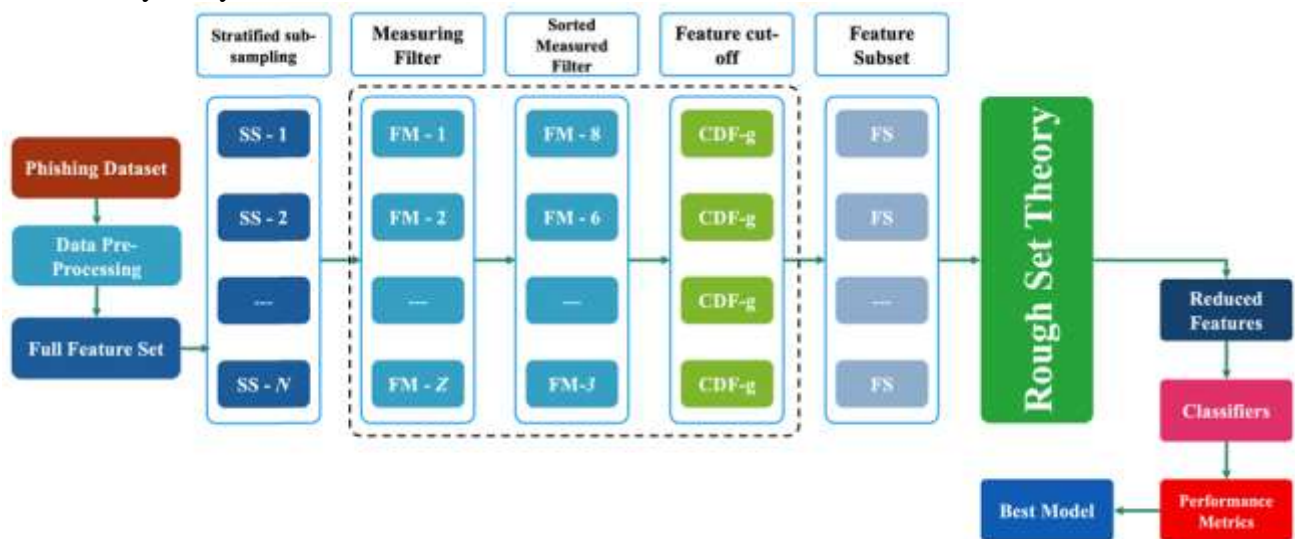 Stratified sub-
sampling
Measuring
Filter
Sorted
Measured
Filter
Feature cut-
off
Feature
Subset
Phishing Dataset
Data Pre-
Processing
Full Feature Set
SS - 1
SS - 2
---
SS - N
FM - 1
FM - 2
---
FM - Z
FM - 8
FM - 6
---
FM-J
CDF-g
CDF-g
CDF-g
CDF-g
FS
FS
---
FS
Rough Set Theory
Reduced
Features
Classifiers
Performance
Metrics
Best Model